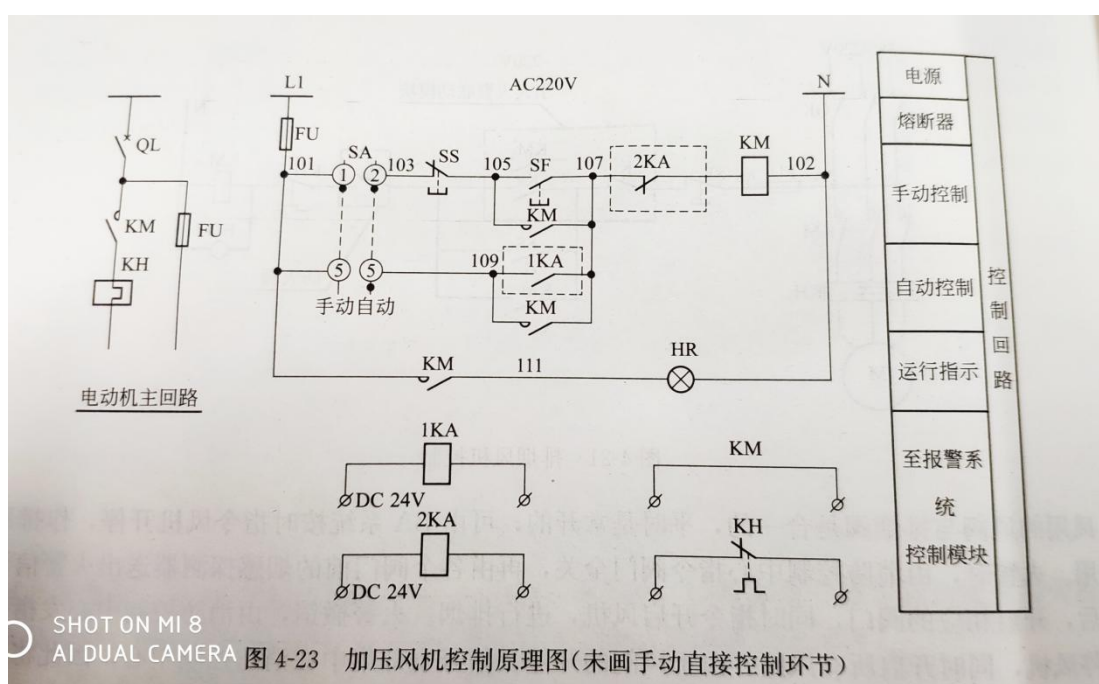 L1
AC220V
N
QL
FU
101
SA
1
2
103
SS
105
SF
107
2KA
KM
102
KM
FU
KM
KH
109
1KA
5
5
手动
自动
KM
KM
111
HR
电动机主回路
1KA
DC 24V
2KA
DC 24V
KM
KH
电源
熔断器
手动控制
自动控制
运行指示
至报警系
统
控制模块
控
制
回
路
SHOT ON MI 8
AI DUAL CAMERA
图 4-23 加压风机控制原理图(未画手动直接控制环节)